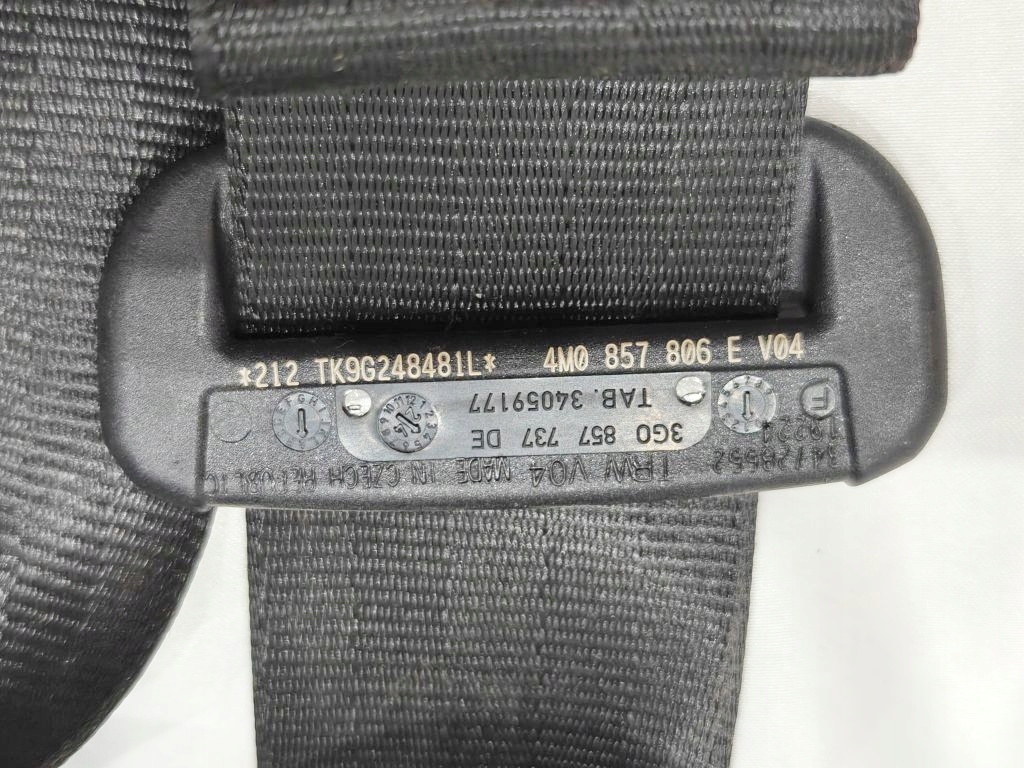 *212 TK9G248481L* 4M0 857 806 E V04
TRW V04 MADE IN CZECH REPUBLIC
3G0 857 737 DE
TAB. 34059177